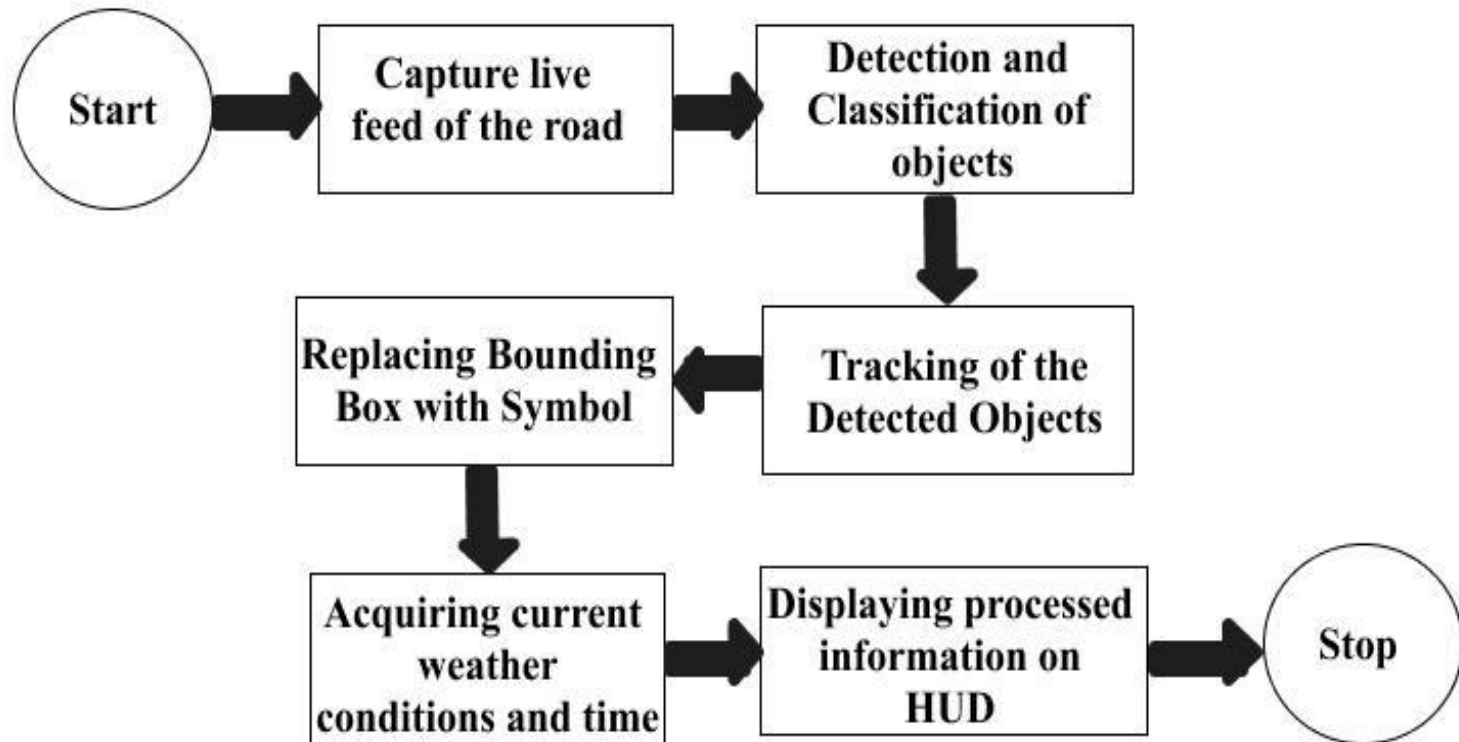 Start
Capture live
feed of the road
Detection and
Classification of
objects
Tracking of the
Detected Objects
Replacing Bounding
Box with Symbol
Acquiring current
weather
conditions and time
Displaying processed
information on
HUD
Stop